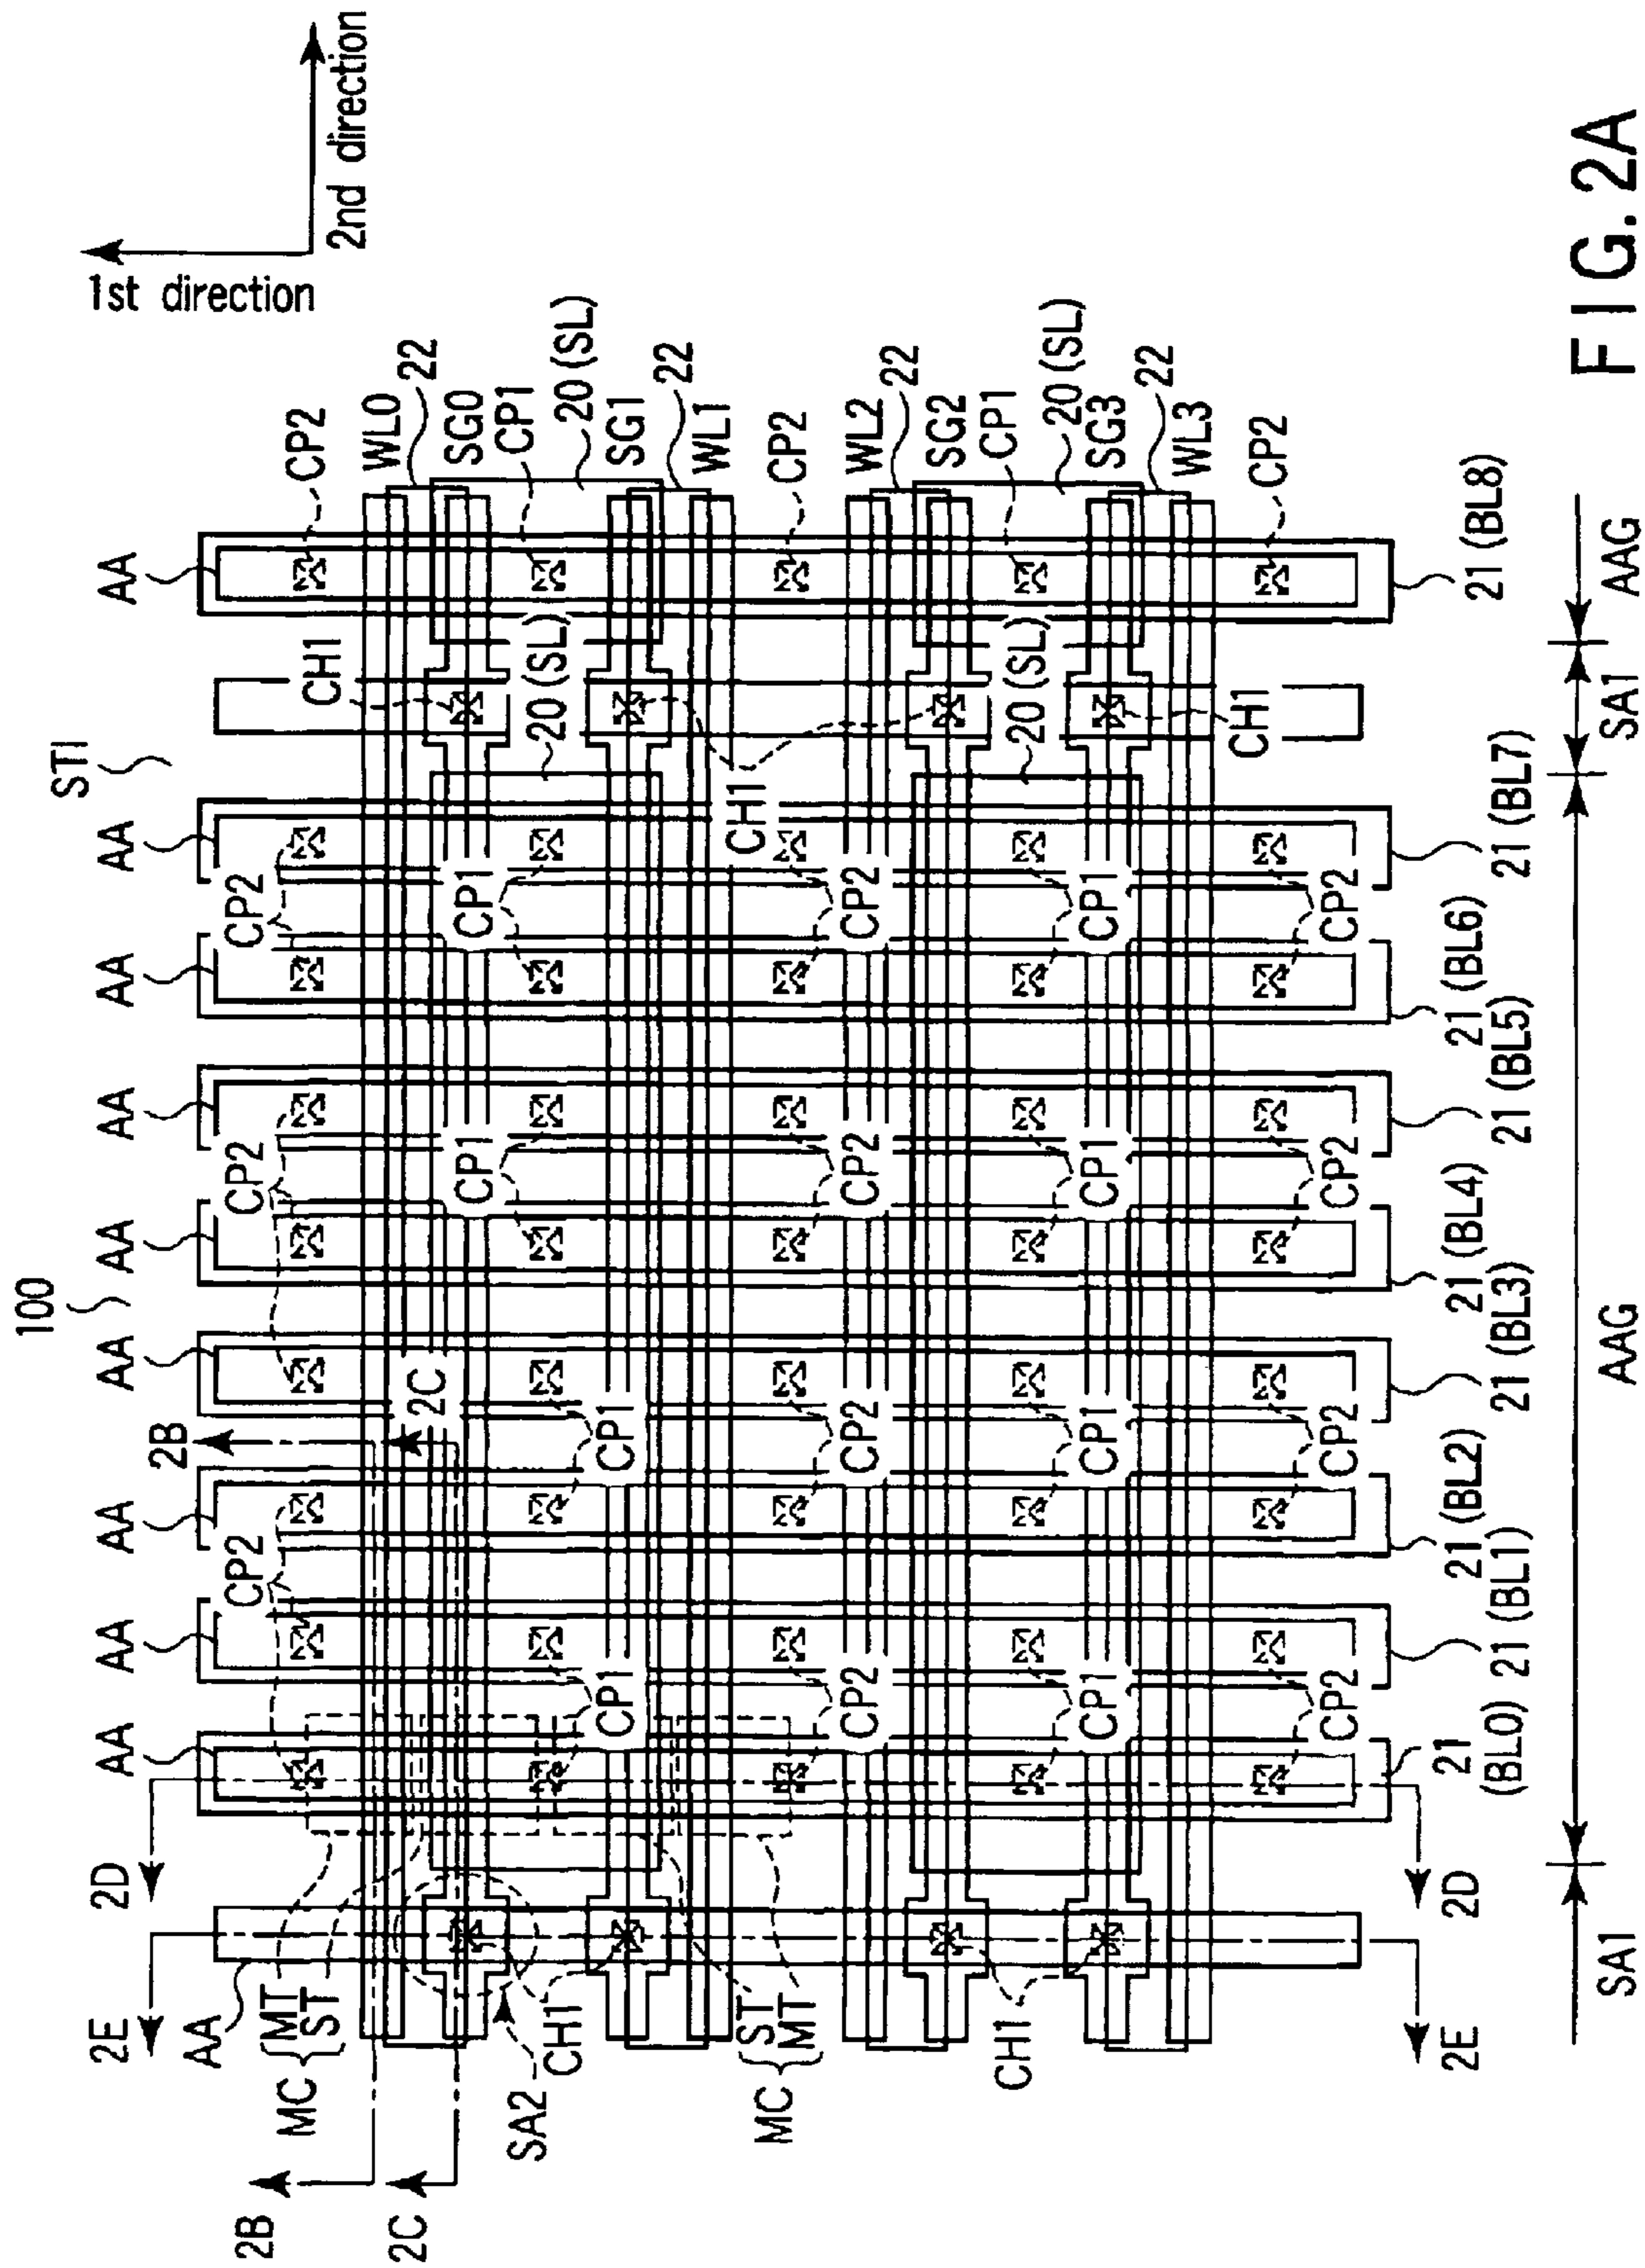 100
STI
1st direction
2nd direction
2E
2D
AA
AA
AA
AA
AA
AA
AA
AA
AA
2B
AA
CP2
CP2
CP2
2B
MC{MT
ST
CH1
CP2
WL0
22
2C
2C
SG0
CP1
CP1
CP1
SA2
CH1
20 (SL)
20 (SL)
CP1
CP1
SG1
22
WL1
CH1
MC{ST
MT
CP2
CP2
CP2
CP2
CP2
WL2
22
SG2
CP1
20 (SL)
20 (SL)
CH1
CP1
CP1
CP1
CP1
SG3
22
WL3
CH1
CP2
CP2
CP2
CP2
CP2
2E
2D
21
(BL0)
21 (BL1)
21 (BL2)
21 (BL3)
21 (BL4)
21 (BL5)
21 (BL6)
21 (BL7)
21 (BL8)
SA1
AAG
SA1
AAG
FIG. 2A